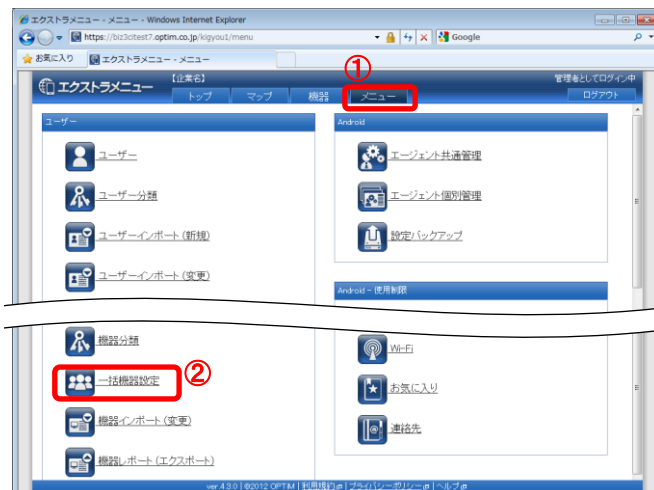 エクストラメニュー - メニュー - Windows Internet Explorer
https://biz3citest7.optim.co.jp/kigyou1/menu
Google
お気に入り
エクストラメニュー - メニュー
①
エクストラメニュー
【企業名】
管理者としてログイン中
トップ
マップ
機器
メニュー
ログアウト
ユーザー
Android
ユーザー
エージェント共通管理
ユーザー分類
エージェント個別管理
ユーザーインポート (新規)
設定バックアップ
ユーザーインポート (変更)
Android - 使用制限
機器分類
Wi-Fi
一括機器設定
②
お気に入り
機器インポート (変更)
連絡先
機器レポート (エクスポート)
ver.4.3.0 | ©2012 OPTiM | 利用規約 | プライバシーポリシー | ヘルプ